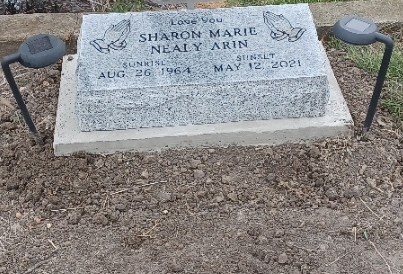 Love You
SHARON MARIE
NEALY ARIN
SUNRISE SUNSET
AUG. 26 1964 MAY 12, 2021